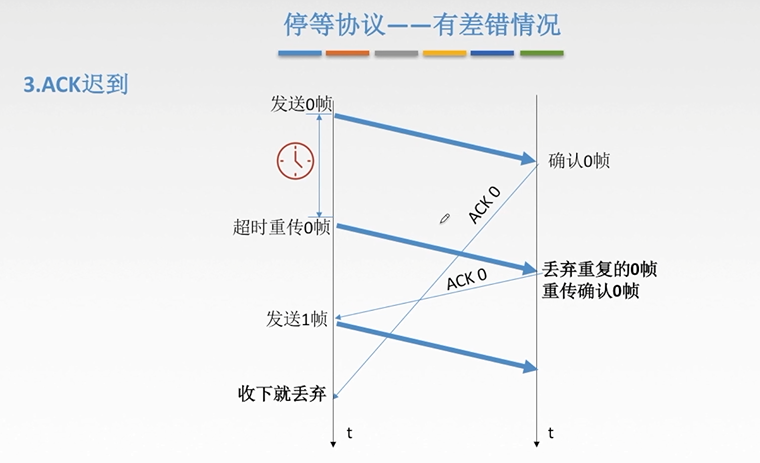 停等协议——有差错情况
3.ACK迟到
发送0帧
确认0帧
ACK 0
超时重传0帧
丢弃重复的0帧
重传确认0帧
ACK 0
发送1帧
收下就丢弃
t
t